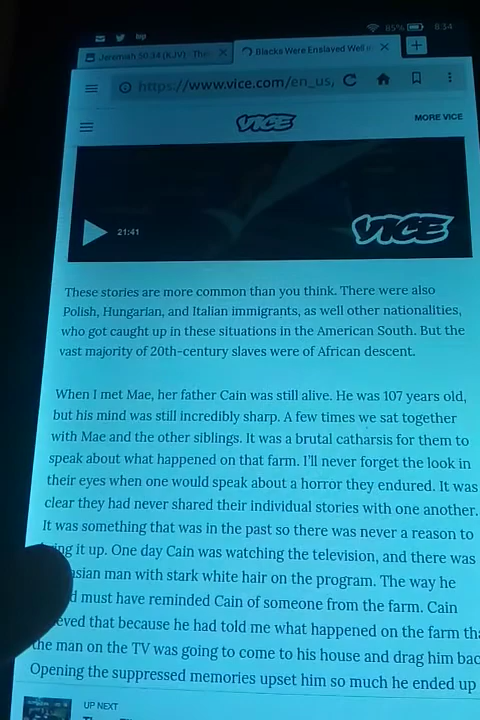 85% 8:34
Jeremiah 50:34 (KJV) - The
Blacks Were Enslaved Well i
https://www.vice.com/en_us,
VICE
MORE VICE
21:41
VICE
These stories are more common than you think. There were also
Polish, Hungarian, and Italian immigrants, as well other nationalities,
who got caught up in these situations in the American South. But the
vast majority of 20th-century slaves were of African descent.
When I met Mae, her father Cain was still alive. He was 107 years old,
but his mind was still incredibly sharp. A few times we sat together
with Mae and the other siblings. It was a brutal catharsis for them to
speak about what happened on that farm. I'll never forget the look in
their eyes when one would speak about a horror they endured. It was
clear they had never shared their individual stories with one another.
It was something that was in the past so there was never a reason to
it up. One day Cain was watching the television, and there was
man with stark white hair on the program. The way he
must have reminded Cain of someone from the farm. Cain
that because he had told me what happened on the farm tha
the man on the TV was going to come to his house and drag him bac
Opening the suppressed memories upset him so much he ended up
UP NEXT